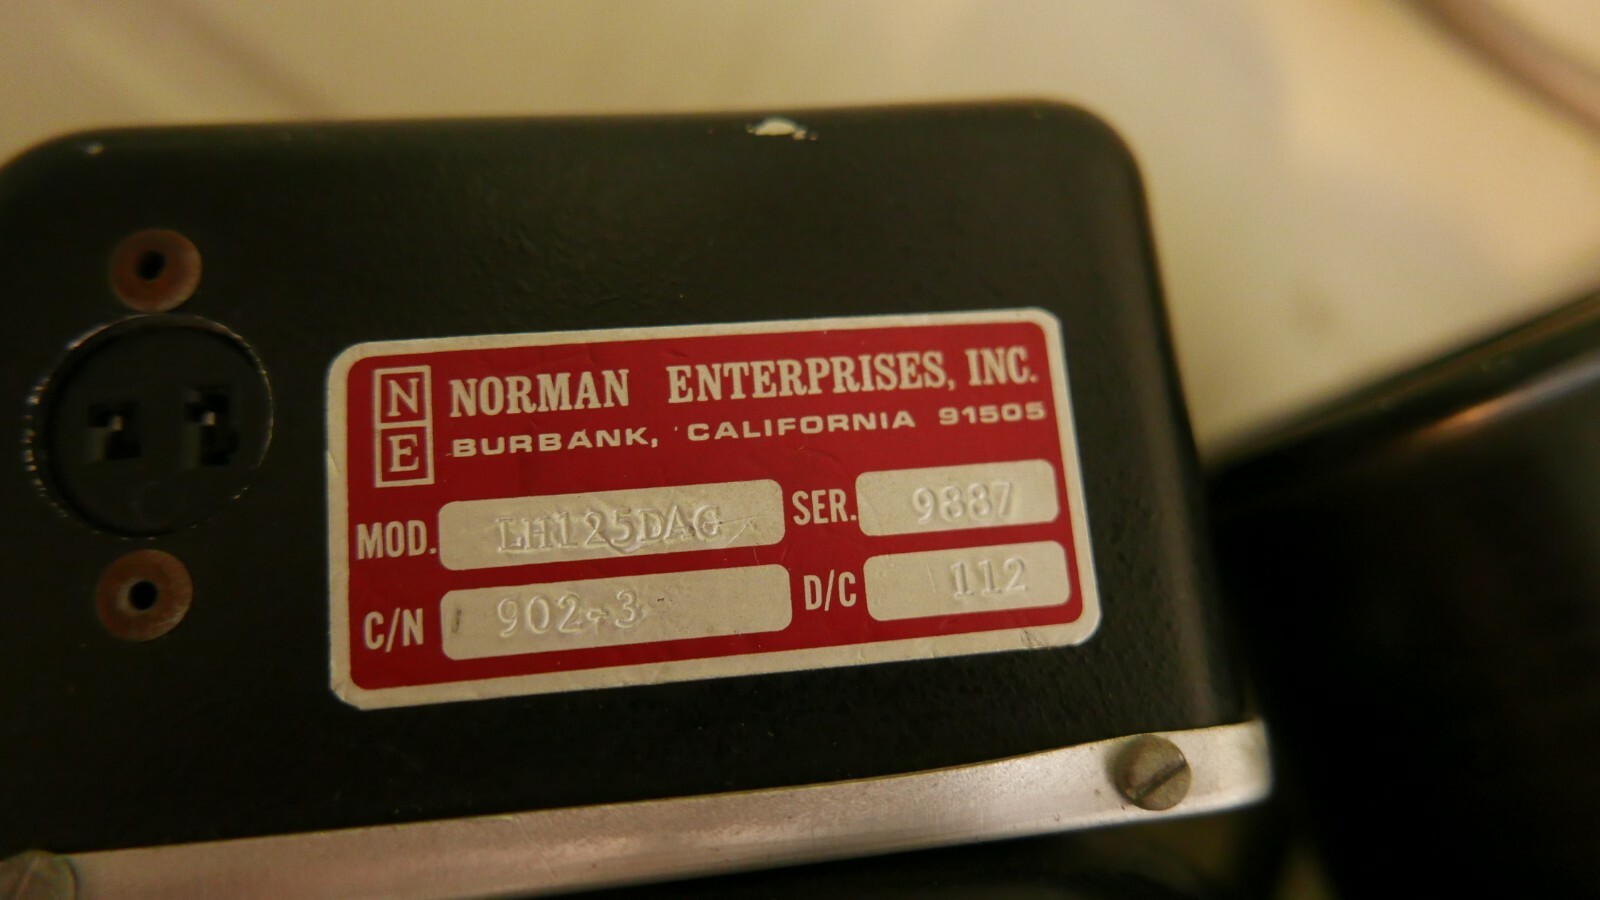 N
E
NORMAN ENTERPRISES, INC.
BURBANK, CALIFORNIA 91505
MOD. LH125DAG SER. 9887
C/N 902-3 D/C 112